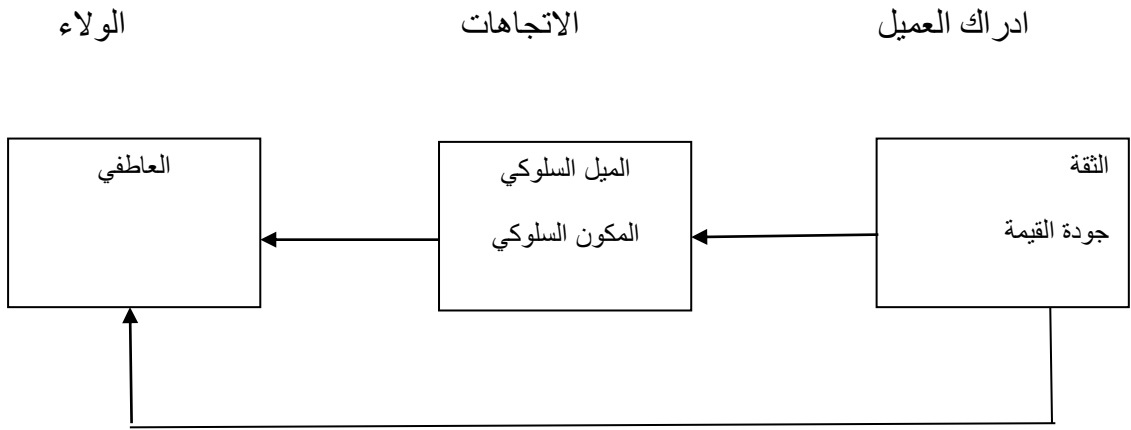 ادراك العميل
الاتجاهات
الولاء
الثقة
جودة القيمة
الميل السلوكي
المكون السلوكي
العاطفي